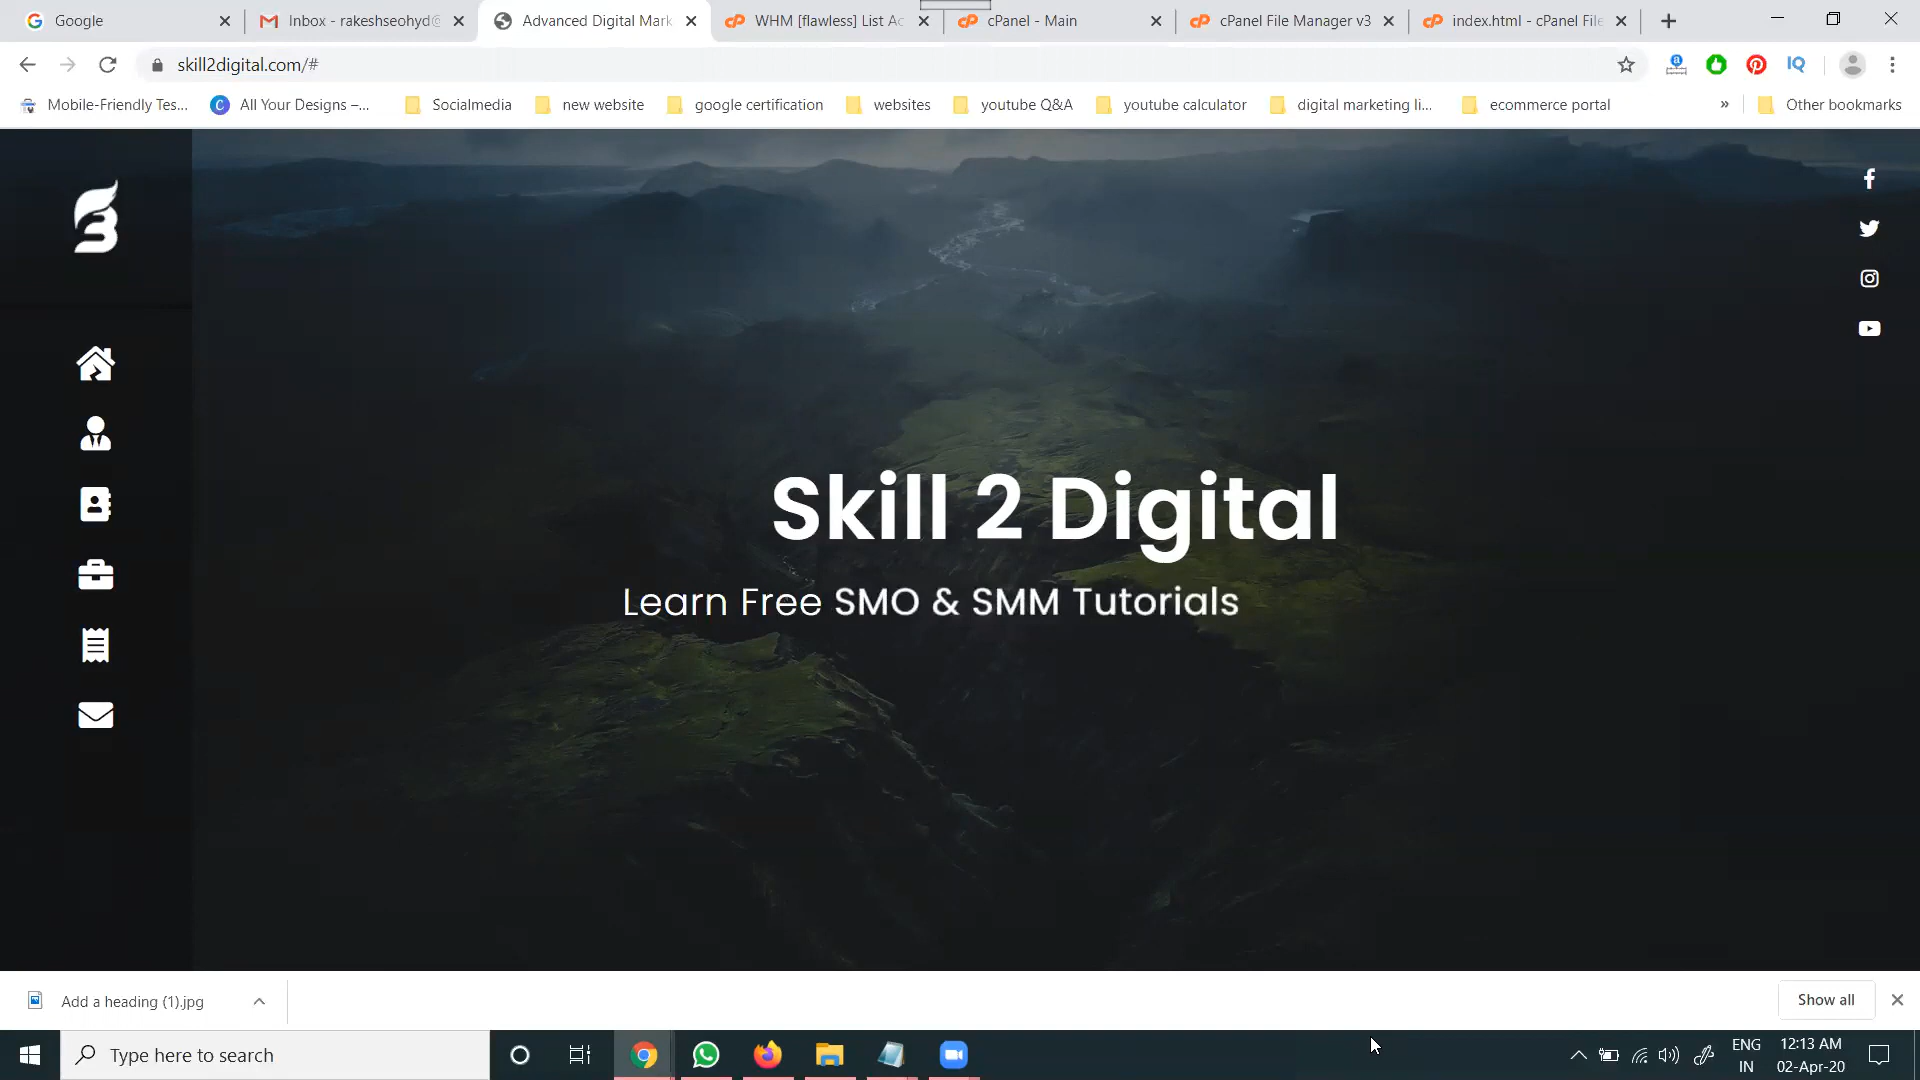 Google
Inbox - rakeshseohyd@
Advanced Digital Mark
WHM [flawless] List Ac
cPanel - Main
cPanel File Manager v3
index.html - cPanel File
skill2digital.com/#
Mobile-Friendly Tes...
All Your Designs –...
Socialmedia
new website
google certification
websites
youtube Q&A
youtube calculator
digital marketing li...
ecommerce portal
»
Other bookmarks
Skill 2 Digital
Learn Free SMO & SMM Tutorials
Add a heading (1).jpg
Show all
Type here to search
ENG
IN
12:13 AM
02-Apr-20